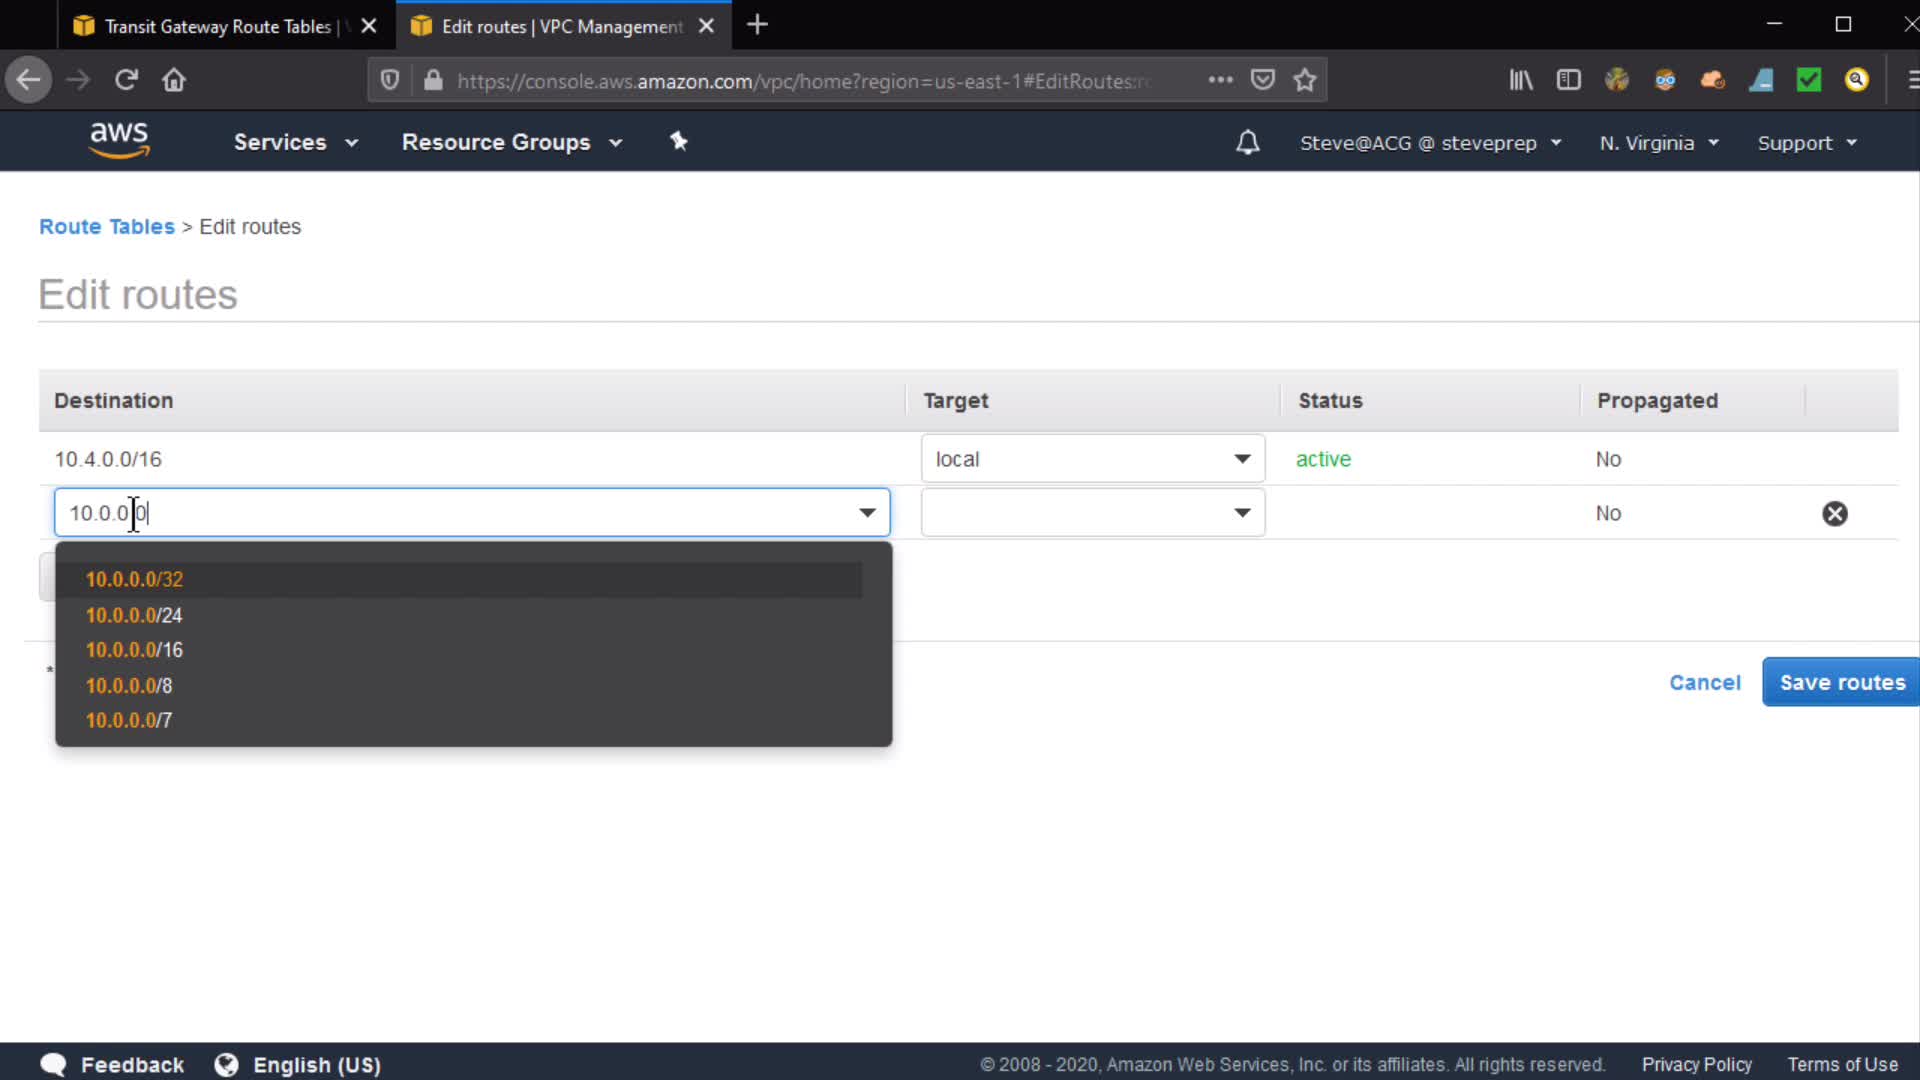 Transit Gateway Route Tables |
Edit routes | VPC Management
https://console.aws.amazon.com/vpc/home?region=us-east-1#EditRoutes:r
aws Services Resource Groups Steve@ACG @ steveprep N. Virginia Support
Route Tables > Edit routes
Edit routes
Destination Target Status Propagated
10.4.0.0/16 local active No
10.0.0.0 No
10.0.0.0/32
10.0.0.0/24
10.0.0.0/16
10.0.0.0/8
10.0.0.0/7
*
Cancel Save routes
Feedback English (US) © 2008 - 2020, Amazon Web Services, Inc. or its affiliates. All rights reserved. Privacy Policy Terms of Use